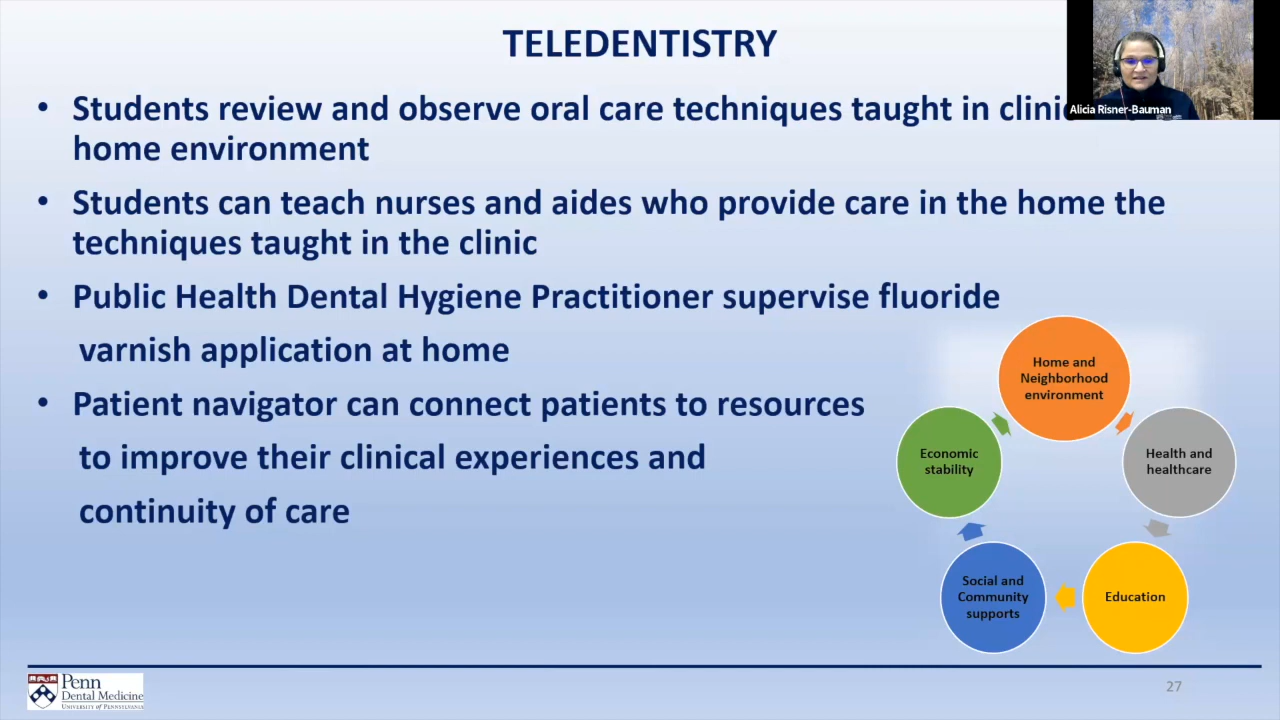 TELEDENTISTRY
Alicia Risner-Bauman
• Students review and observe oral care techniques taught in clinic
home environment
• Students can teach nurses and aides who provide care in the home the
techniques taught in the clinic
• Public Health Dental Hygiene Practitioner supervise fluoride
varnish application at home
• Patient navigator can connect patients to resources
to improve their clinical experiences and
continuity of care
Home and
Neighborhood
environment
Health and
healthcare
Education
Social and
Community
supports
Economic
stability
Penn
Dental Medicine
UNIVERSITY of PENNSYLVANIA
27